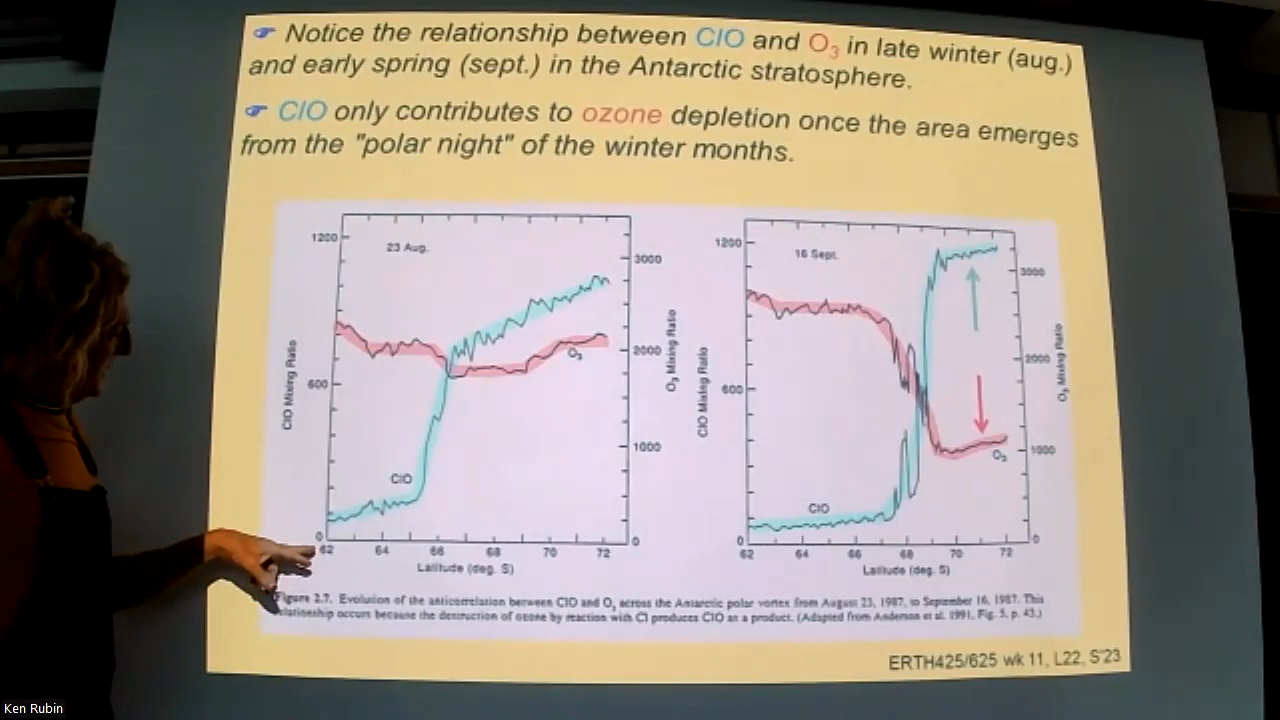 ☞ Notice the relationship between ClO and O₃ in late winter (aug.)
and early spring (sept.) in the Antarctic stratosphere.
☞ ClO only contributes to ozone depletion once the area emerges
from the "polar night" of the winter months.
1200
23 Aug.
3000
ClO Mixing Ratio
600
2000
O₃ Mixing Ratio
O₃
1000
ClO
0
0
62 64 66 68 70 72
Latitude (deg. S)
1200
16 Sept.
3000
ClO Mixing Ratio
600
2000
O₃ Mixing Ratio
1000
O₃
ClO
0
0
62 64 66 68 70 72
Latitude (deg. S)
Figure 2.7. Evolution of the anticorrelation between ClO and O₃ across the Antarctic polar vortex from August 23, 1987, to September 16, 1987. This
relationship occurs because the destruction of ozone by reaction with Cl produces ClO as a product. (Adapted from Anderson et al. 1991, Fig. 5, p. 43.)
ERTH425/625 wk 11, L22, S'23
Ken Rubin